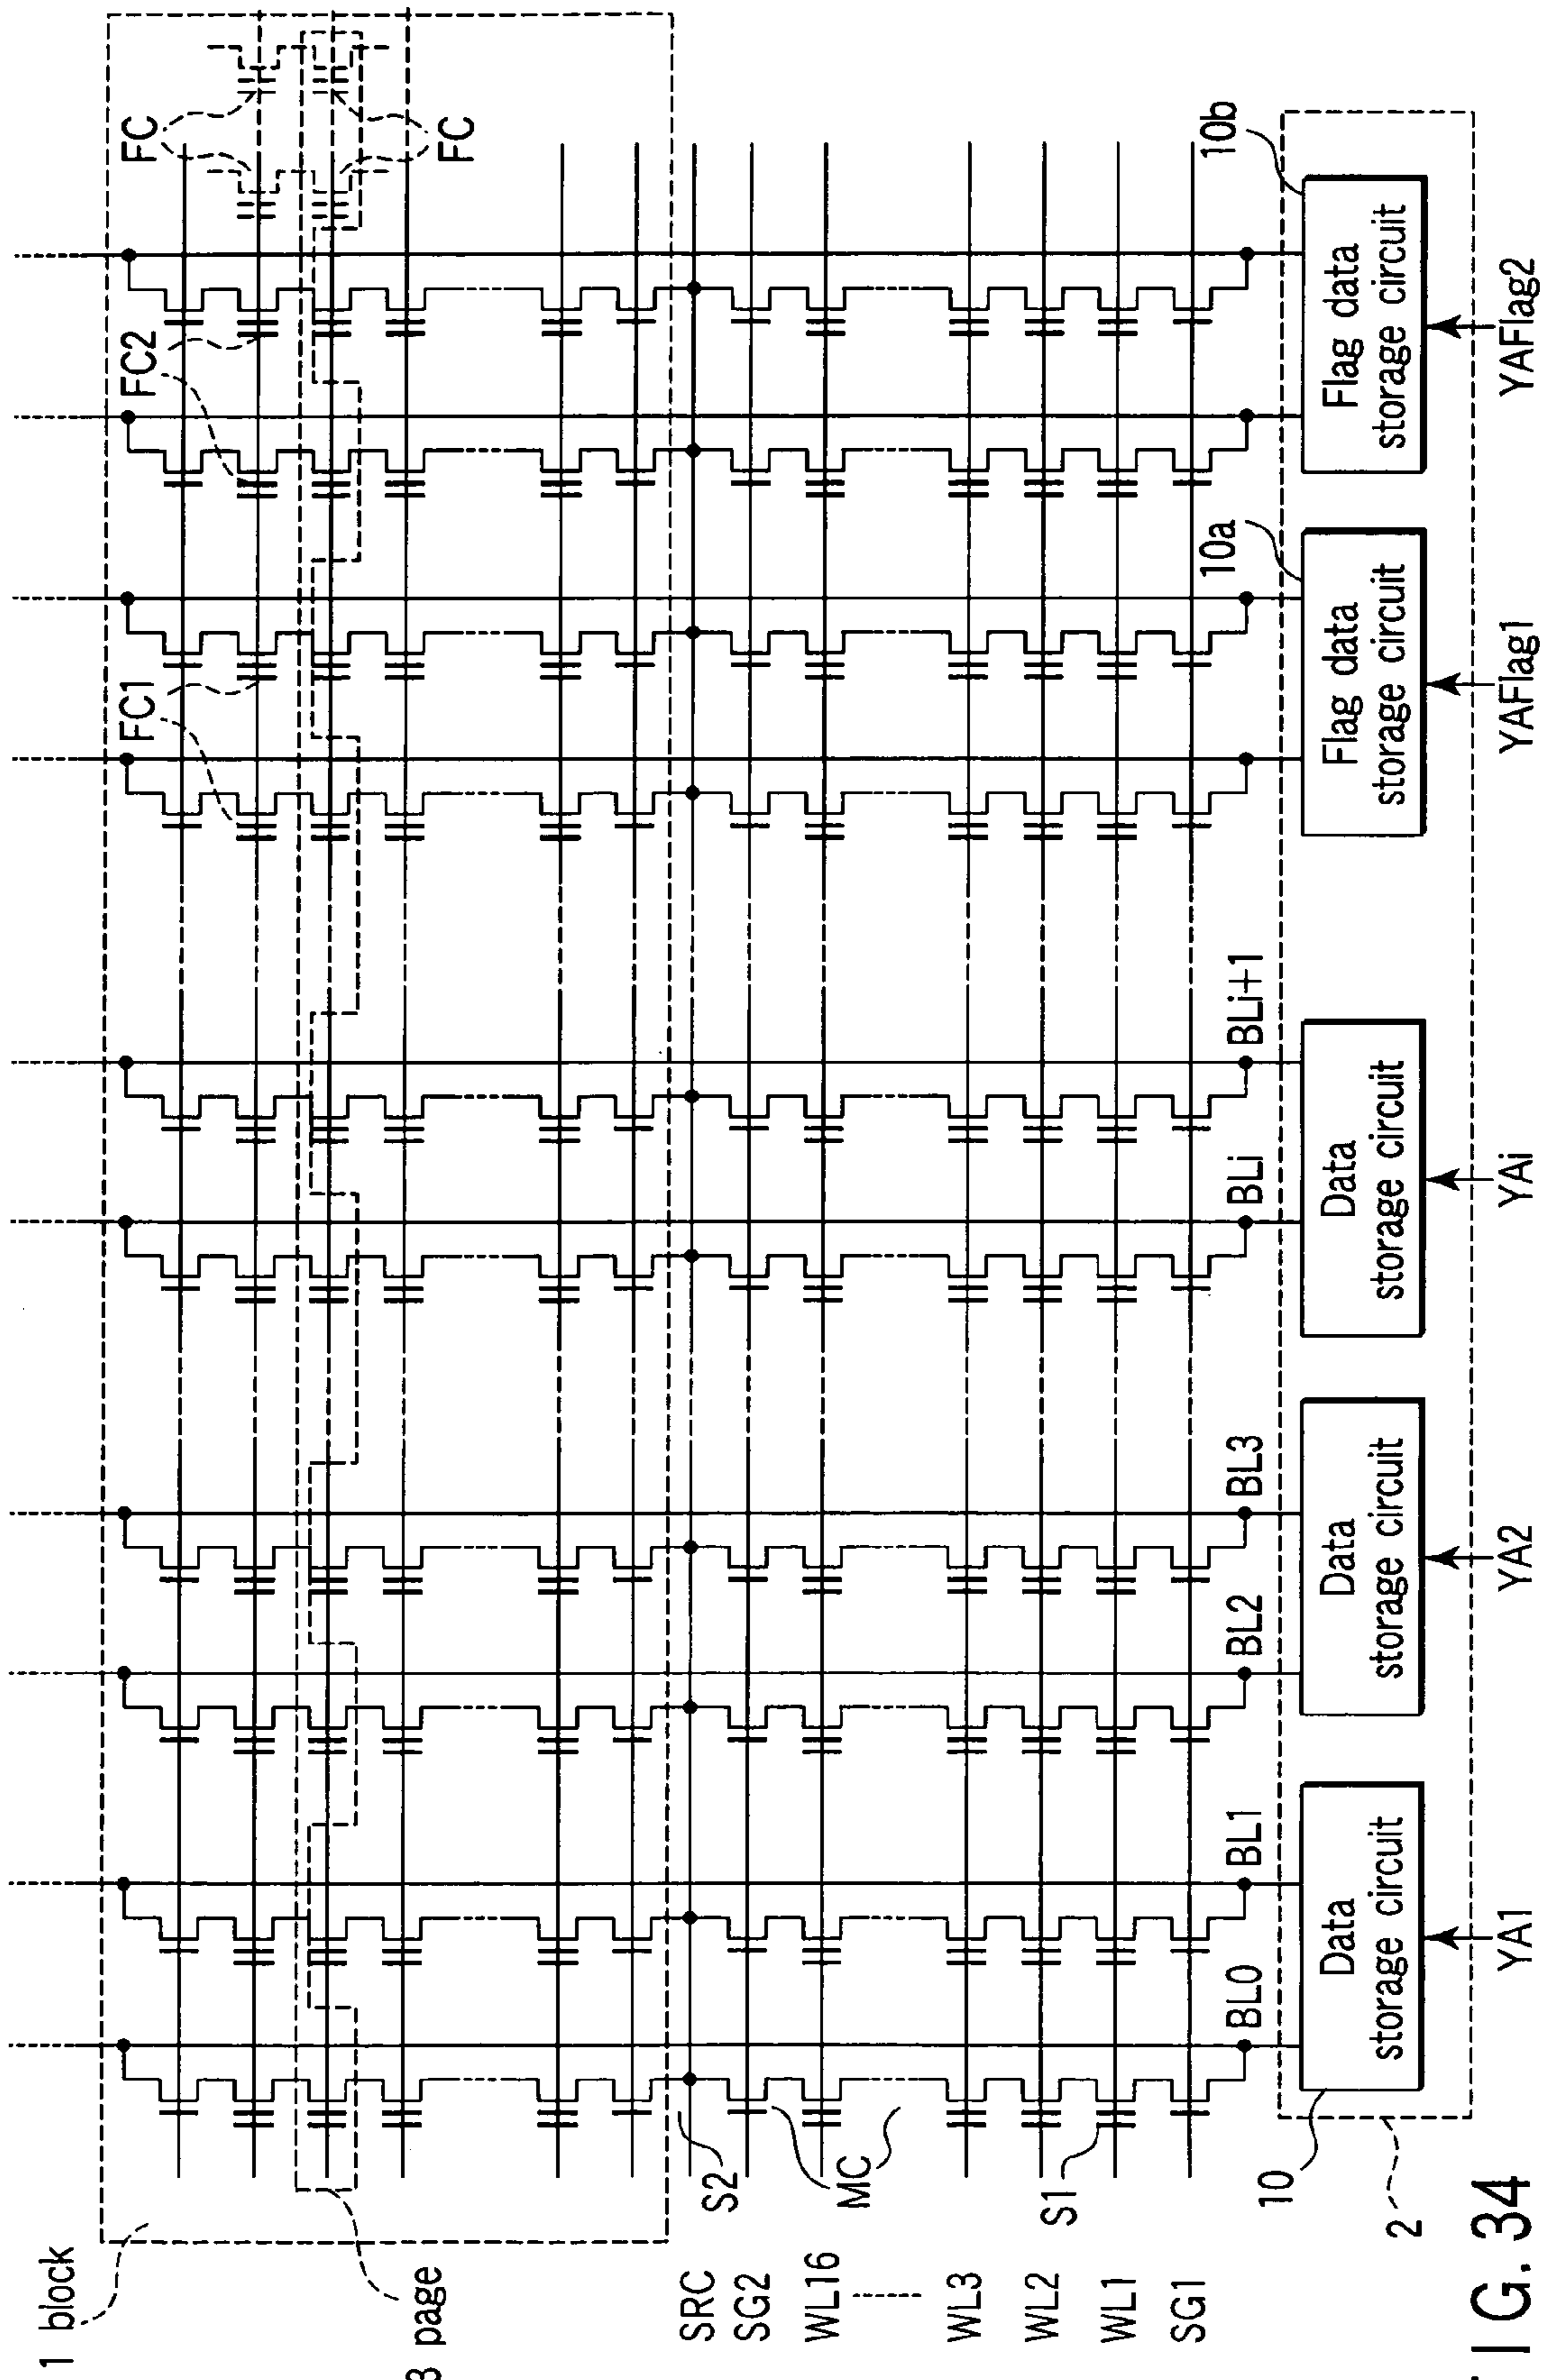 1 block
page
FC
FC
FC2
FC1
SRC
SG2
WL16
WL3
WL2
WL1
SG1
S2
MC
S1
BL0
BL1
BL2
BL3
BLi
BLi+1
10
10a
10b
2
Data
storage circuit
Data
storage circuit
Data
storage circuit
Flag data
storage circuit
Flag data
storage circuit
YA1
YA2
YAi
YAFlag1
YAFlag2
IG. 34